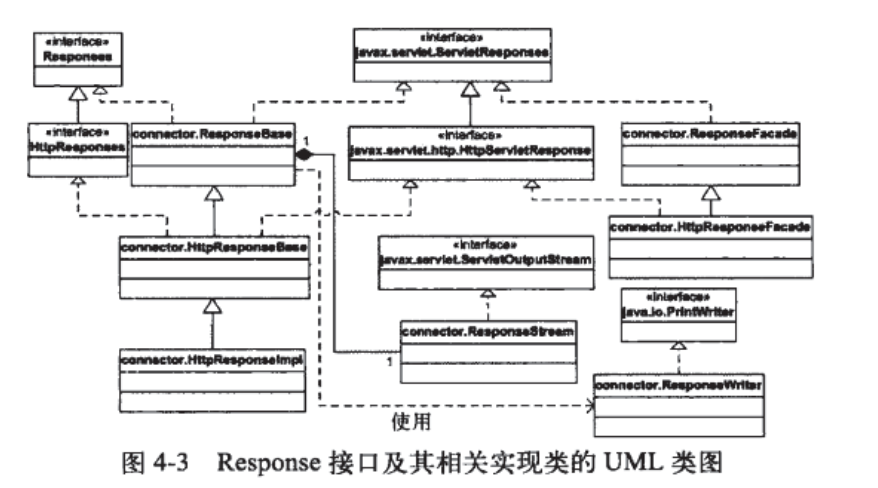 «interface»
Responses
«interface»
javax.servlet.ServletResponses
«interface»
HttpResponses
connector.ResponseBase
1
«interface»
javax.servlet.http.HttpServletResponse
connector.ResponseFacade
connector.HttpResponseBase
«interface»
javax.servlet.ServletOutputStream
connector.HttpResponseFacade
«interface»
java.io.PrintWriter
connector.ResponseStream
connector.HttpResponseImpl
1
connector.ResponseWriter
使用
图 4-3 Response 接口及其相关实现类的 UML 类图